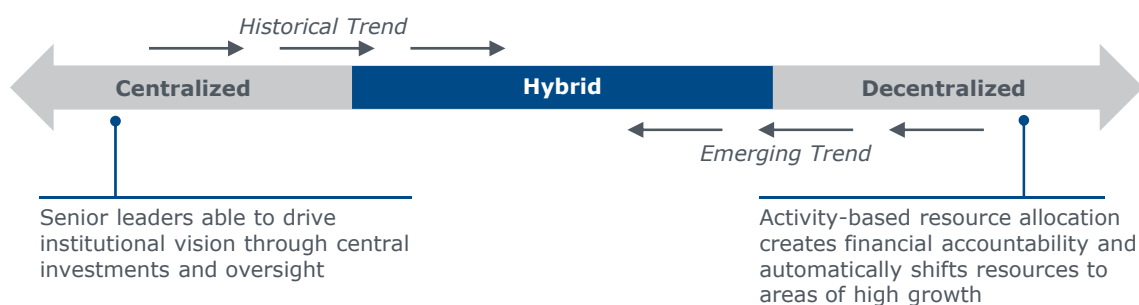 Historical Trend
Centralized
Hybrid
Decentralized
Emerging Trend
Senior leaders able to drive
institutional vision through central
investments and oversight
Activity-based resource allocation
creates financial accountability and
automatically shifts resources to
areas of high growth